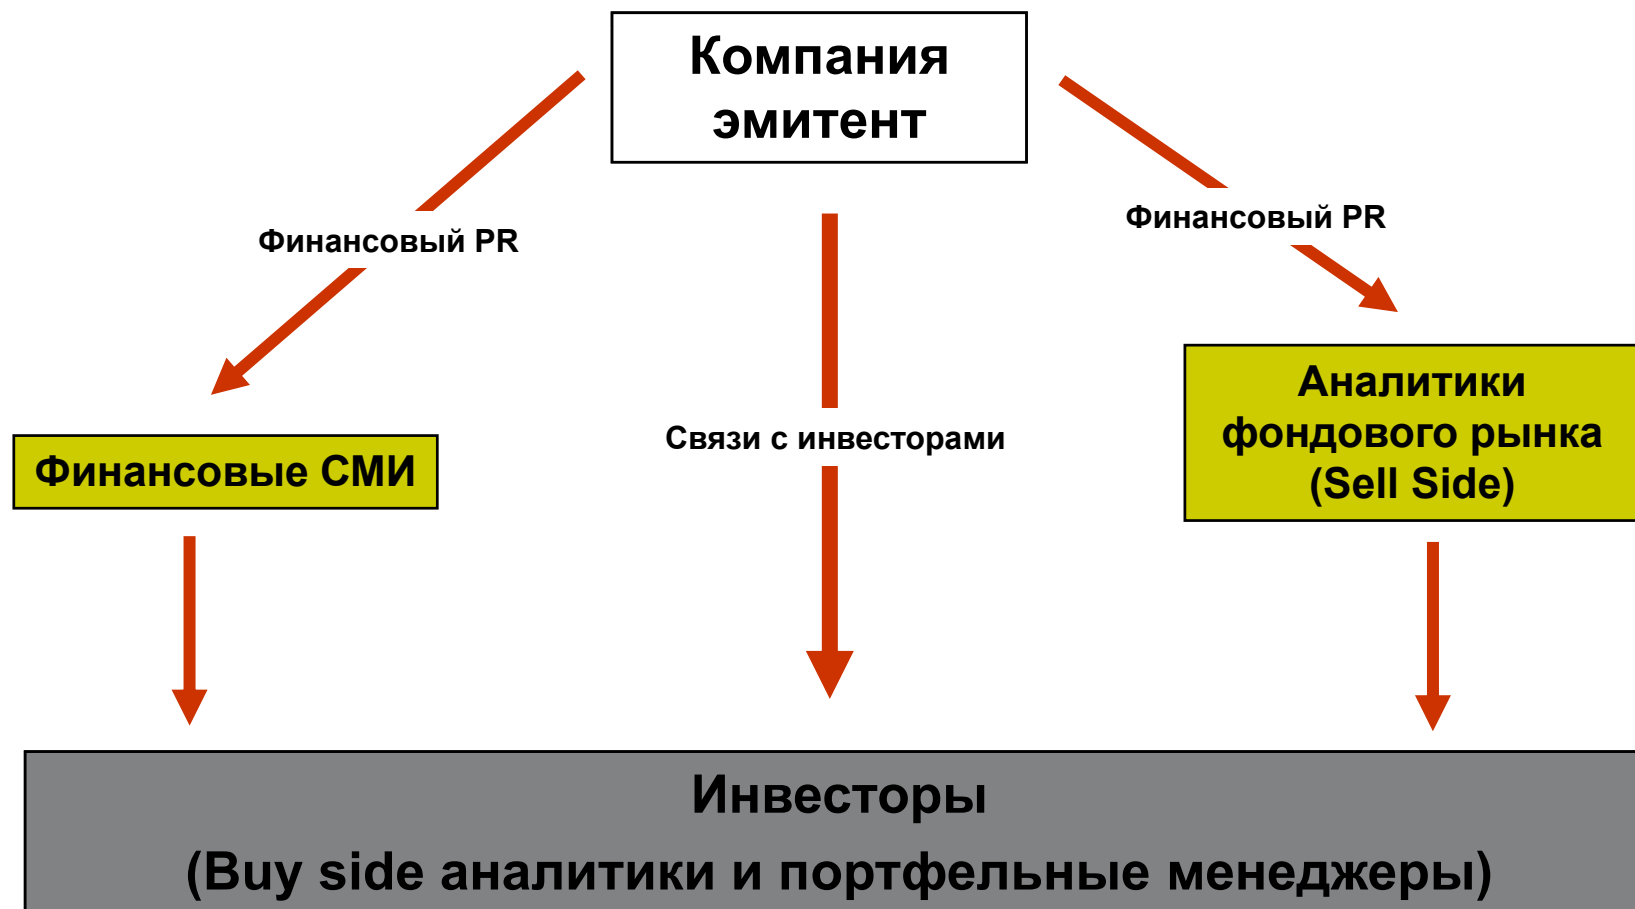 Компания
эмитент
Финансовый PR
Финансовый PR
Связи с инвесторами
Финансовые СМИ
Аналитики
фондового рынка
(Sell Side)
Инвесторы
(Buy side аналитики и портфельные менеджеры)